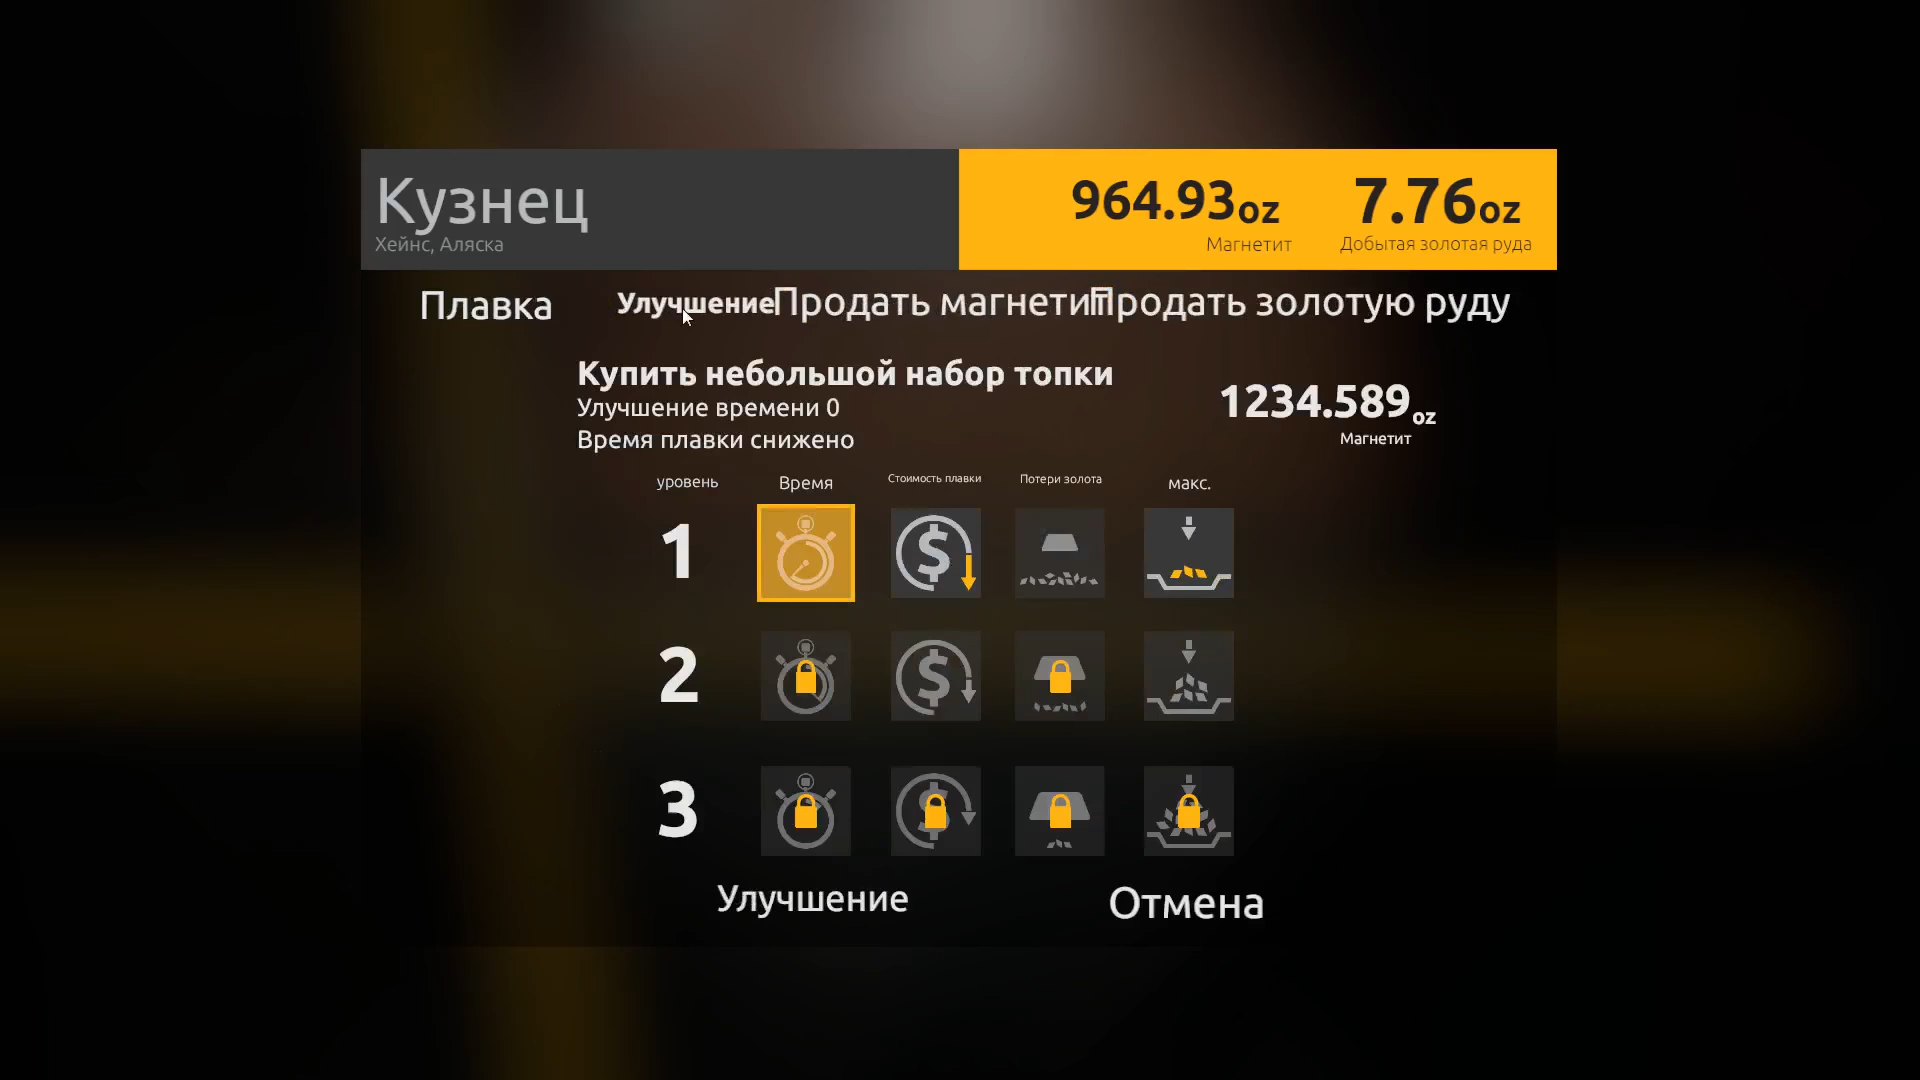 Кузнец
Хейнс, Аляска
964.93oz
Магнетит
7.76oz
Добытая золотая руда
Плавка
Улучшение
Продать магнетит
Продать золотую руду
Купить небольшой набор топки
Улучшение времени 0
Время плавки снижено
1234.589oz
Магнетит
уровень
Время
Стоимость плавки
Потери золота
макс.
1
2
3
Улучшение
Отмена